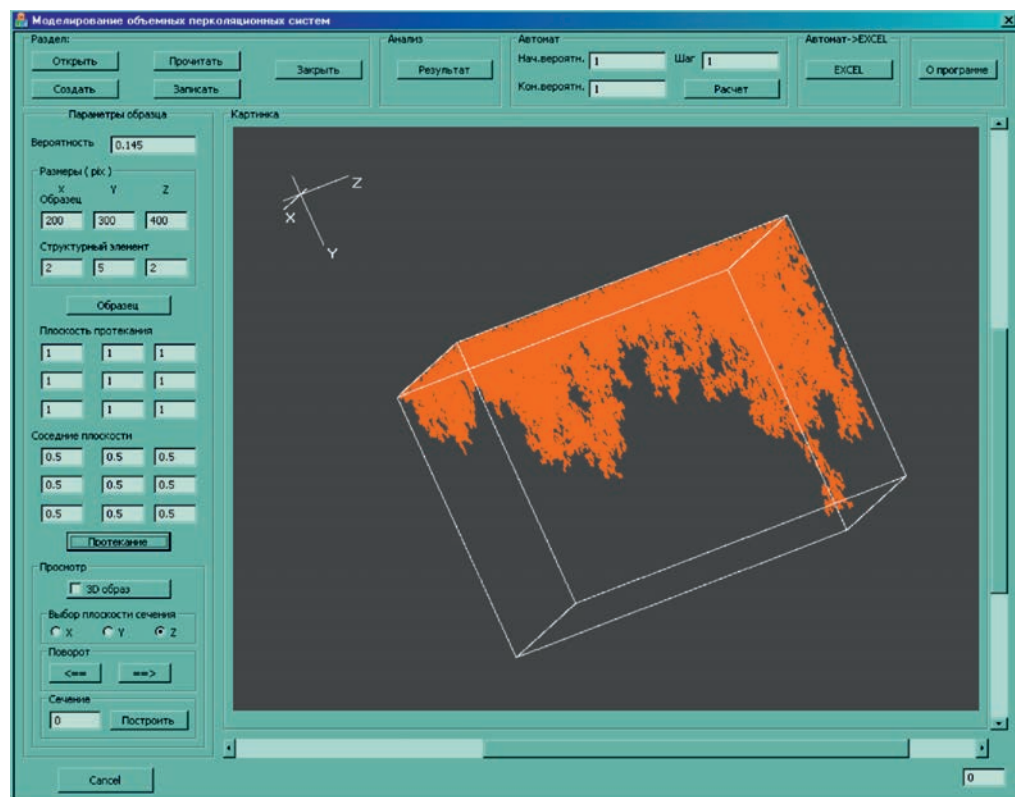 Моделирование объемных перколяционных систем
Раздел:
Открыть
Прочитать
Закрыть
Создать
Записать
Анализ
Результат
Автомат
Нач.вероятн. 1
Шаг 1
Кон.вероятн. 1
Расчет
Автомат->EXCEL
EXCEL
О программе
Параметры образца
Вероятность 0.145
Размеры ( pix )
X Y Z
Образец
200 300 400
Структурный элемент
2 5 2
Образец
Плоскость протекания
1 1 1
1 1 1
1 1 1
Соседние плоскости
0.5 0.5 0.5
0.5 0.5 0.5
0.5 0.5 0.5
Протекание
Просмотр
3D образ
Выбор плоскости сечения
X Y Z
Поворот
<== ==>
Сечение
0 Построить
Cancel
Картинка
Z
X
Y
0